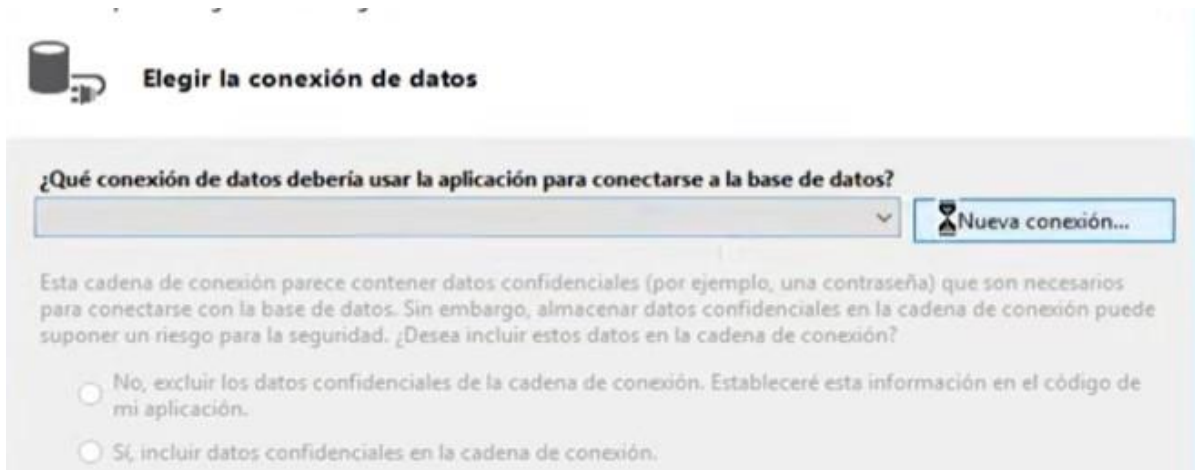 Elegir la conexión de datos
¿Qué conexión de datos debería usar la aplicación para conectarse a la base de datos?
Nueva conexión...
Esta cadena de conexión parece contener datos confidenciales (por ejemplo, una contraseña) que son necesarios
para conectarse con la base de datos. Sin embargo, almacenar datos confidenciales en la cadena de conexión puede
suponer un riesgo para la seguridad. ¿Desea incluir estos datos en la cadena de conexión?
No, excluir los datos confidenciales de la cadena de conexión. Estableceré esta información en el código de
mi aplicación.
Sí, incluir datos confidenciales en la cadena de conexión.